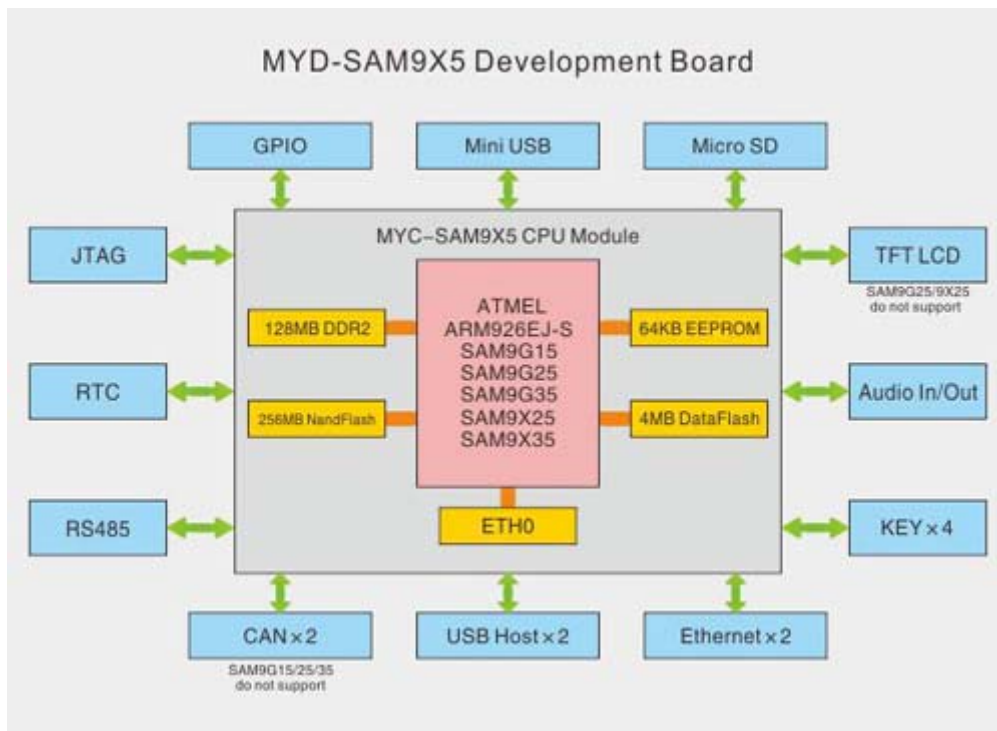 MYD-SAM9X5 Development Board
GPIO
Mini USB
Micro SD
MYC-SAM9X5 CPU Module
JTAG
TFT LCD
SAM9G25/9X25
do not support
ATMEL
ARM926EJ-S
SAM9G15
SAM9G25
SAM9G35
SAM9X25
SAM9X35
128MB DDR2
64KB EEPROM
RTC
Audio In/Out
256MB NandFlash
4MB DataFlash
RS485
ETH0
KEY × 4
CAN × 2
SAM9G15/25/35
do not support
USB Host × 2
Ethernet × 2